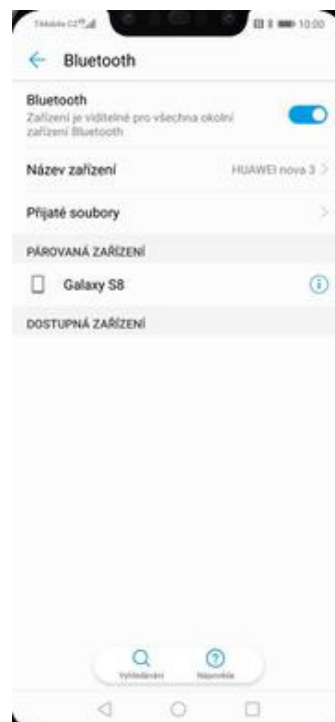 T-Mobile CZ 10:00
Bluetooth
Bluetooth
Zařízení je viditelné pro všechna okolní
zařízení Bluetooth
Název zařízení HUAWEI nova 3
Přijaté soubory
PÁROVANÁ ZAŘÍZENÍ
Galaxy S8
DOSTUPNÁ ZAŘÍZENÍ
Vyhledávání Nápověda